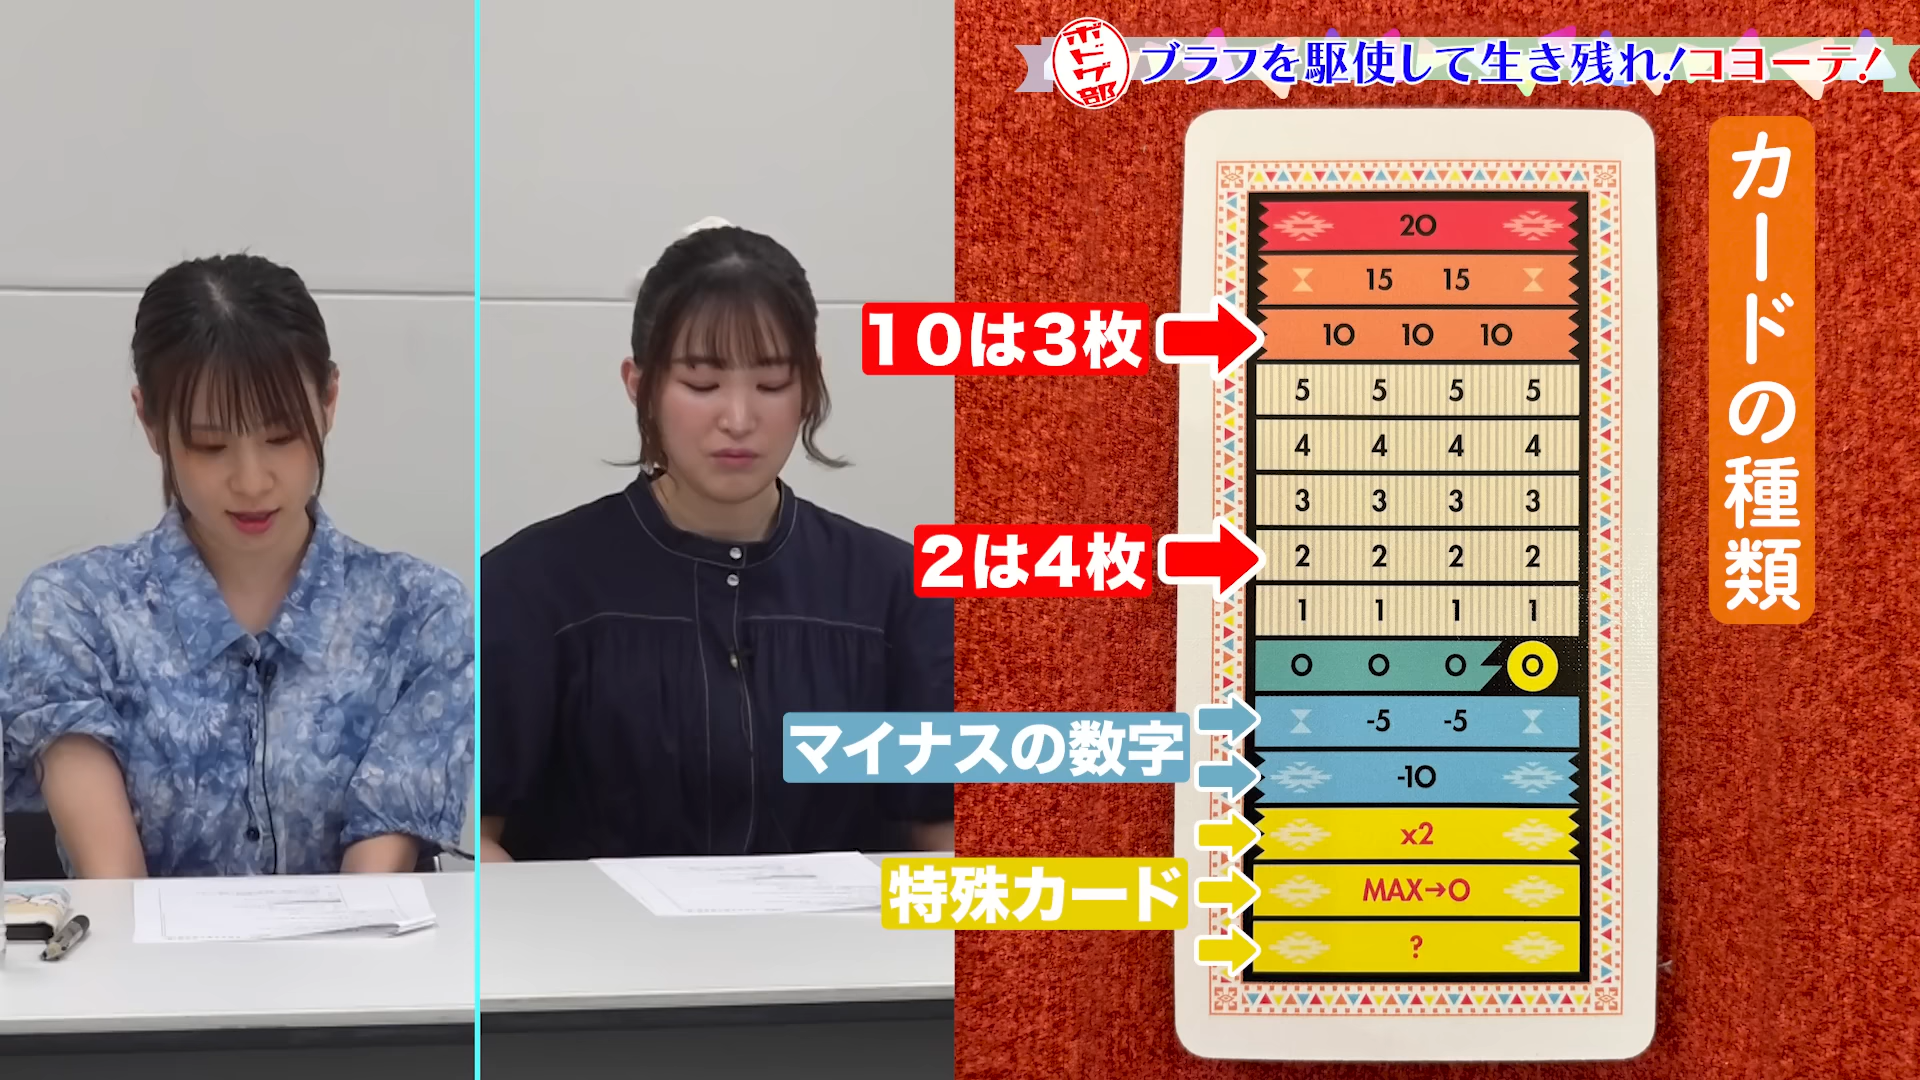 ボドゲ部
ブラフを駆使して生き残れ!コヨーテ!
カードの種類
20
15 15
10は3枚
10 10 10
5 5 5 5
4 4 4 4
3 3 3 3
2は4枚
2 2 2 2
1 1 1 1
0 0 0 0
マイナスの数字
-5 -5
-10
特殊カード
x2
MAX→0
?